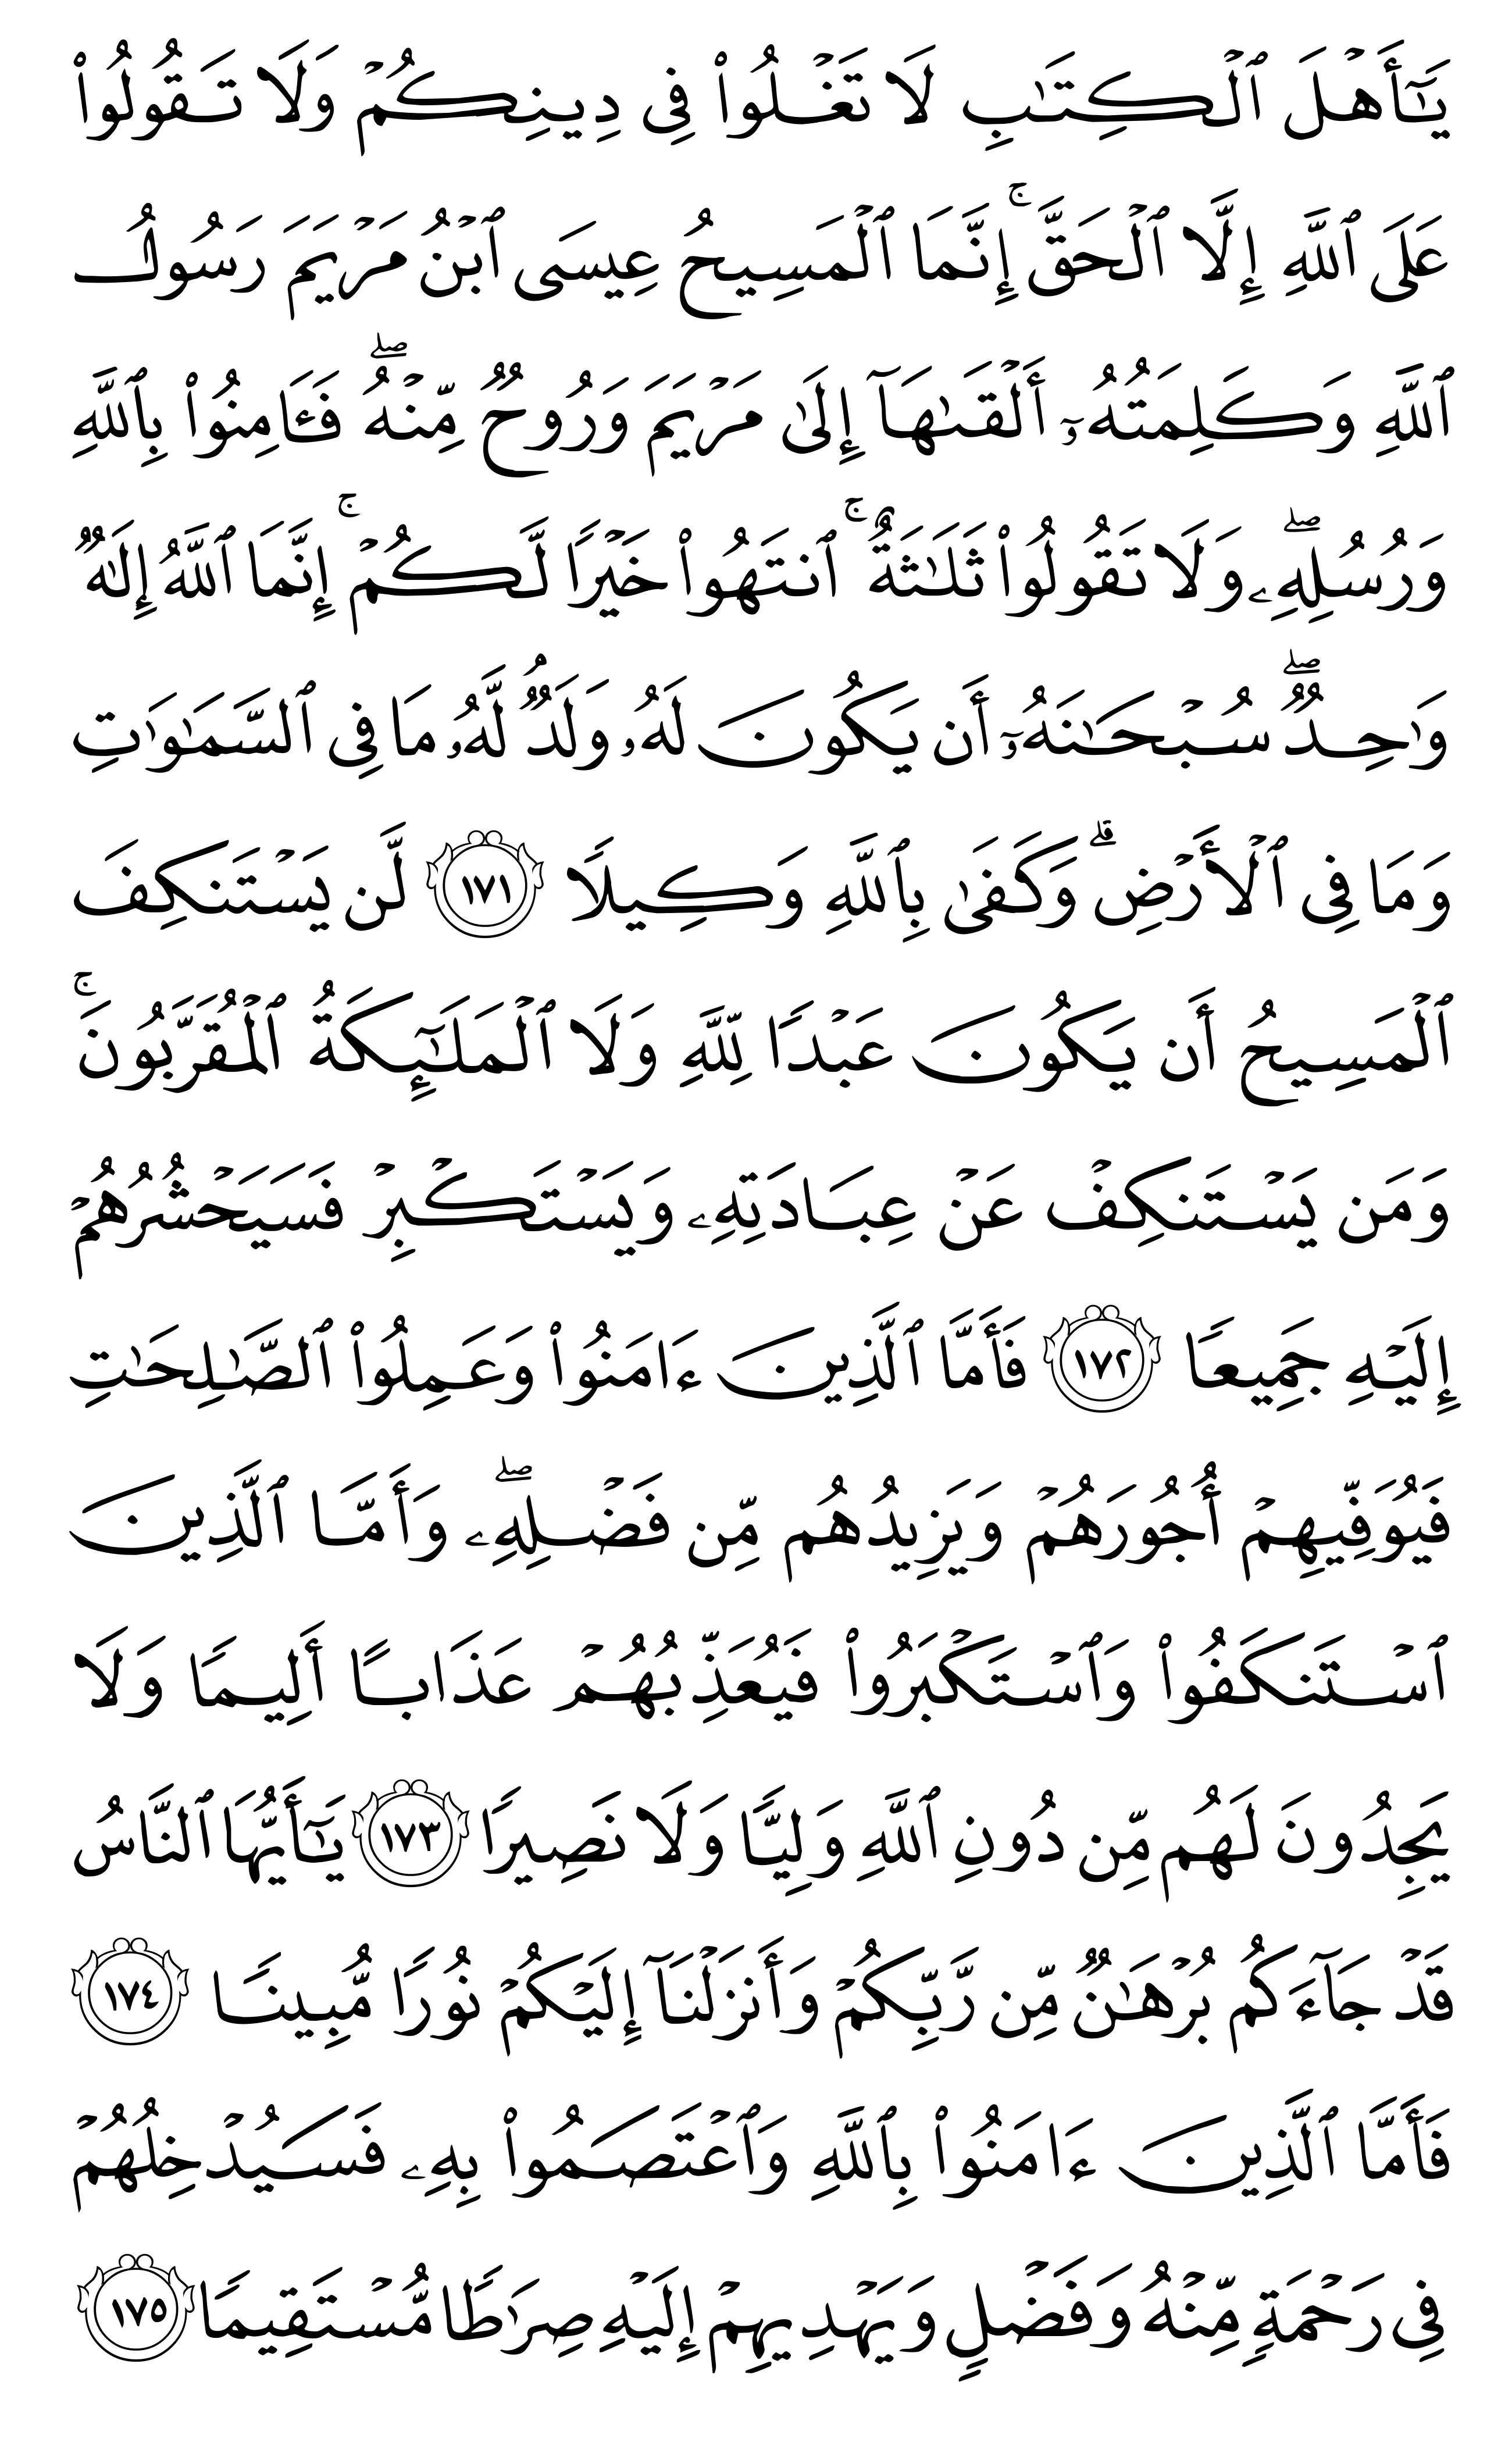 يَـٰٓأَهۡلَ ٱلۡكِتَـٰبِ لَا تَغۡلُوا۟ فِى دِينِكُمۡ وَلَا تَقُولُوا۟
عَلَى ٱللَّهِ إِلَّا ٱلۡحَقَّۚ إِنَّمَا ٱلۡمَسِيحُ عِيسَى ٱبۡنُ مَرۡيَمَ رَسُولُ
ٱللَّهِ وَكَلِمَتُهُۥٓ أَلۡقَىٰهَآ إِلَىٰ مَرۡيَمَ وَرُوحٌ مِّنۡهُۖ فَـَٔامِنُوا۟ بِٱللَّهِ
وَرُسُلِهِۦۖ وَلَا تَقُولُوا۟ ثَلَـٰثَةٌۚ ٱنتَهُوا۟ خَيۡرًا لَّكُمۡۚ إِنَّمَا ٱللَّهُ إِلَـٰهٌ
وَٰحِدٌۖ سُبۡحَـٰنَهُۥٓ أَن يَكُونَ لَهُۥ وَلَدٌۘ لَّهُۥ مَا فِى ٱلسَّمَـٰوَٰتِ
وَمَا فِى ٱلۡأَرۡضِۗ وَكَفَىٰ بِٱللَّهِ وَكِيلًا ١٧١ لَّن يَسۡتَنكِفَ
ٱلۡمَسِيحُ أَن يَكُونَ عَبۡدًا لِّلَّهِ وَلَا ٱلۡمَلَـٰٓئِكَةُ ٱلۡمُقَرَّبُونَۚ
وَمَن يَسۡتَنكِفۡ عَنۡ عِبَادَتِهِۦ وَيَسۡتَكۡبِرۡ فَسَيَحۡشُرُهُمۡ
إِلَيۡهِ جَمِيعًا ١٧٢ فَأَمَّا ٱلَّذِينَ ءَامَنُوا۟ وَعَمِلُوا۟ ٱلصَّـٰلِحَـٰتِ
فَيُوَفِّيهِمۡ أُجُورَهُمۡ وَيَزِيدُهُم مِّن فَضۡلِهِۦۖ وَأَمَّا ٱلَّذِينَ
ٱسۡتَنكَفُوا۟ وَٱسۡتَكۡبَرُوا۟ فَيُعَذِّبُهُمۡ عَذَابًا أَلِيمًا وَلَا
يَجِدُونَ لَهُم مِّن دُونِ ٱللَّهِ وَلِيًّا وَلَا نَصِيرًا ١٧٣ يَـٰٓأَيُّهَا ٱلنَّاسُ
قَدۡ جَآءَكُم بُرۡهَـٰنٌ مِّن رَّبِّكُمۡ وَأَنزَلۡنَآ إِلَيۡكُمۡ نُورًا مُّبِينًا ١٧٤
فَأَمَّا ٱلَّذِينَ ءَامَنُوا۟ بِٱللَّهِ وَٱعۡتَصَمُوا۟ بِهِۦ فَسَيُدۡخِلُهُمۡ
فِى رَحۡمَةٍ مِّنۡهُ وَفَضۡلٍ وَيَهۡدِيهِمۡ إِلَيۡهِ صِرَٰطًا مُّسۡتَقِيمًا ١٧٥